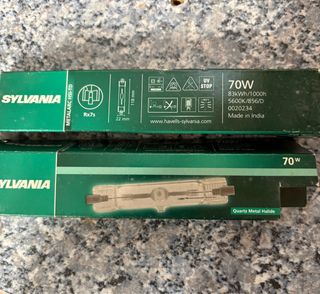 SYLVANIA
METALARC HSI-TD
Rx7s
22 mm
118 mm
UV
STOP
www.havells-sylvania.com
70W
83kWh/1000h
5600K/856/D
0020234
Made in India
SYLVANIA
70W
Quartz Metal Halide